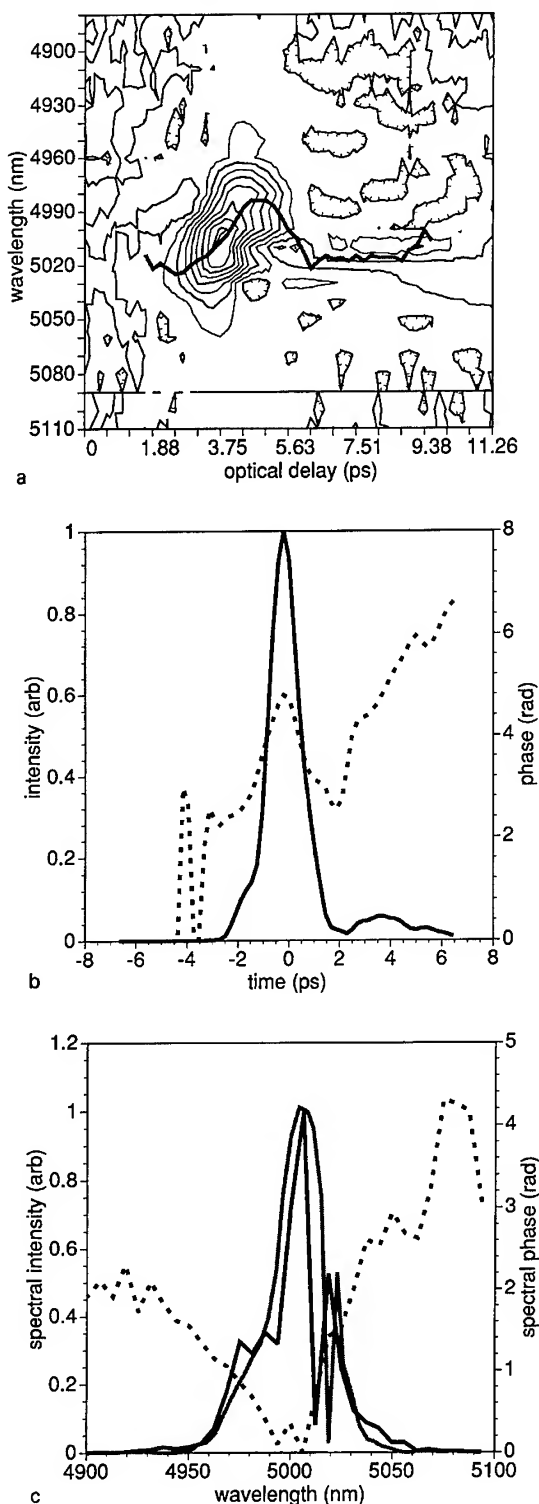 4900
4930
4960
4990
5020
5050
5080
5110
wavelength (nm)
0 1.88 3.75 5.63 7.51 9.38 11.26
optical delay (ps)
a
1
0.8
0.6
0.4
0.2
0
intensity (arb)
8
6
4
2
0
phase (rad)
-8 -6 -4 -2 0 2 4 6 8
time (ps)
b
1.2
1
0.8
0.6
0.4
0.2
0
spectral intensity (arb)
5
4
3
2
1
0
spectral phase (rad)
4900 4950 5000 5050 5100
wavelength (nm)
c